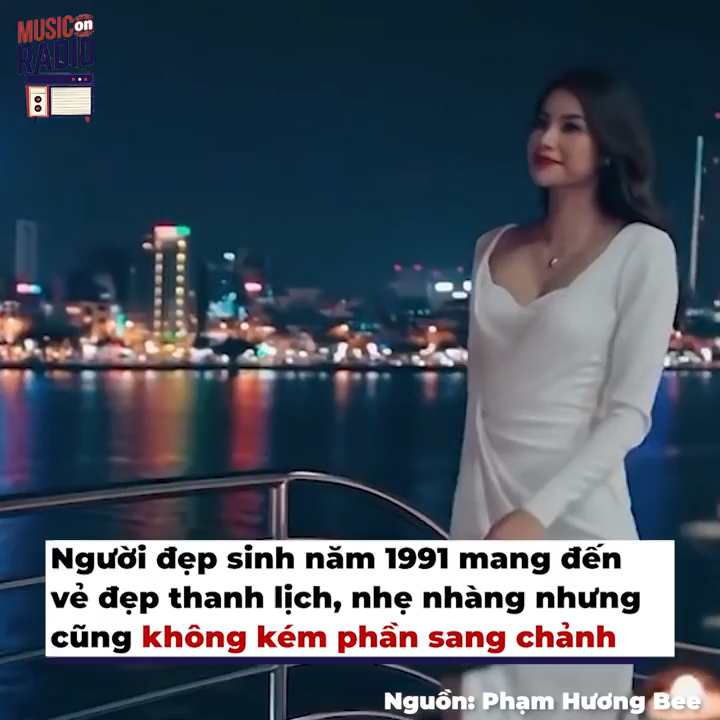 MUSIC on
RADIO
Người đẹp sinh năm 1991 mang đến
vẻ đẹp thanh lịch, nhẹ nhàng nhưng
cũng không kém phần sang chảnh
Nguồn: Phạm Hương Bee